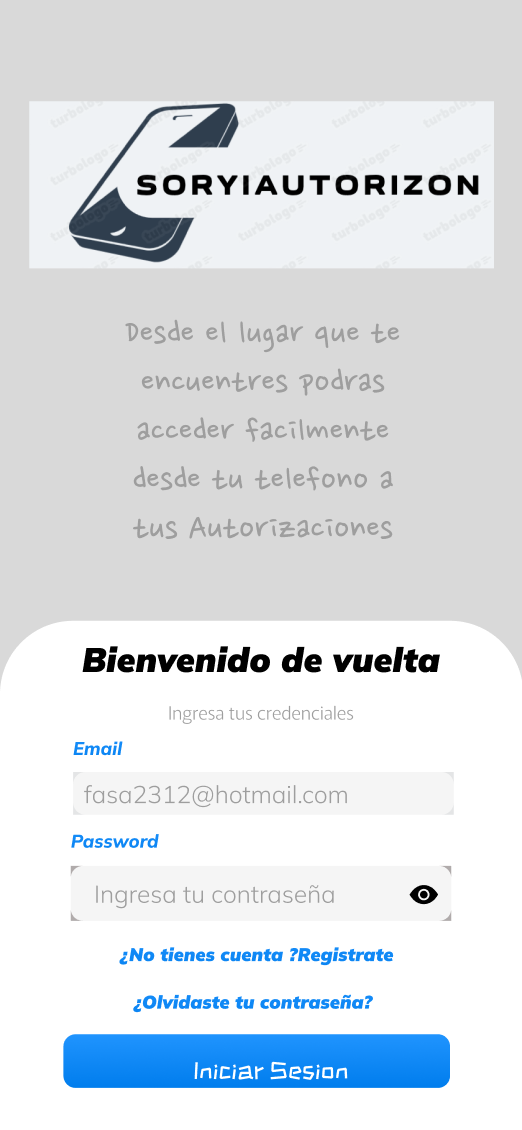 SORYIAUTORIZON
Desde el lugar que te
encuentres podras
acceder facilmente
desde tu telefono a
tus Autorizaciones
Bienvenido de vuelta
Ingresa tus credenciales
Email
fasa2312@hotmail.com
Password
Ingresa tu contraseña
¿No tienes cuenta ?Registrate
¿Olvidaste tu contraseña?
Iniciar Sesion